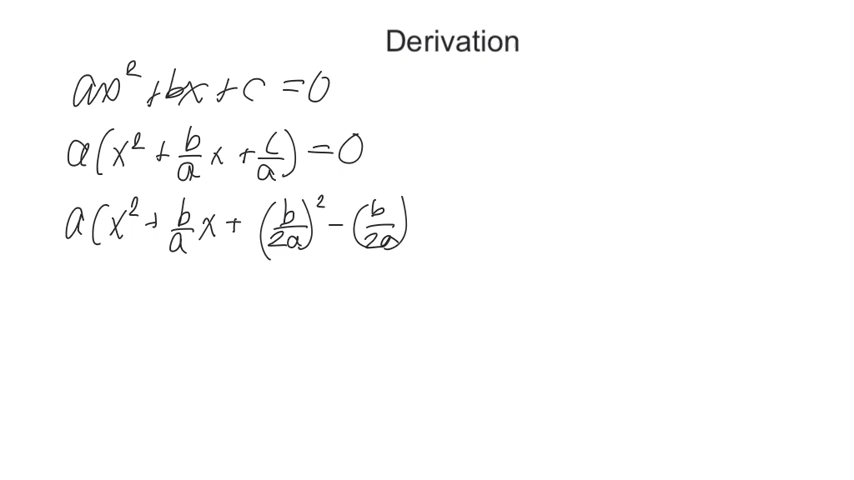 Derivation
ax² + bx + c = 0
a(x² + b/a x + c/a) = 0
a(x² + b/a x + (b/2a)² - (b/2a)